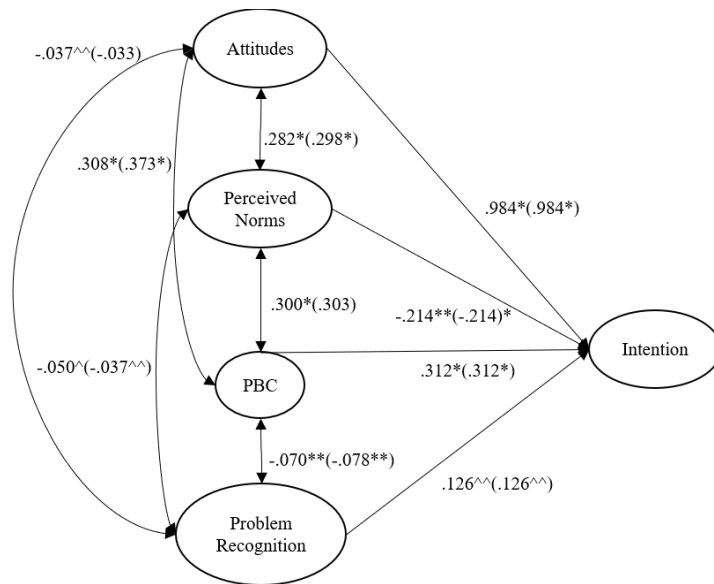 -.037^^(-.033)
Attitudes
.282*(.298*)
.308*(.373*)
Perceived
Norms
.984*(.984*)
-.214**(-.214)*
.300*(.303)
Intention
-.050^(-.037^^)
.312*(.312*)
PBC
-.070**(-.078**)
.126^^(.126^^)
Problem
Recognition